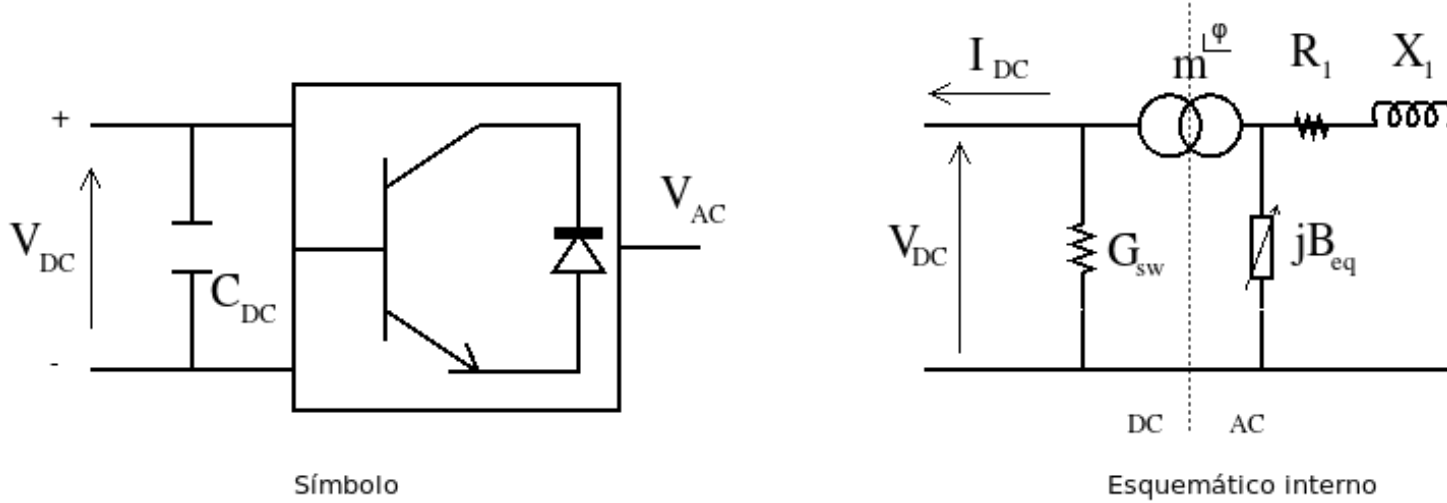 +
V_DC
C_DC
-
V_AC
Símbolo
I_DC
m^φ
R_1
X_1
V_DC
G_sw
jB_eq
DC
AC
Esquemático interno